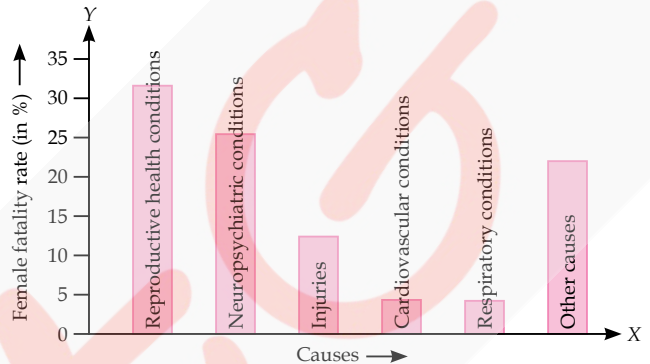 Y
Female fatality rate (in %)
35
30
25
20
15
10
5
0
Reproductive health conditions
Neuropsychiatric conditions
Injuries
Cardiovascular conditions
Respiratory conditions
Other causes
X
Causes